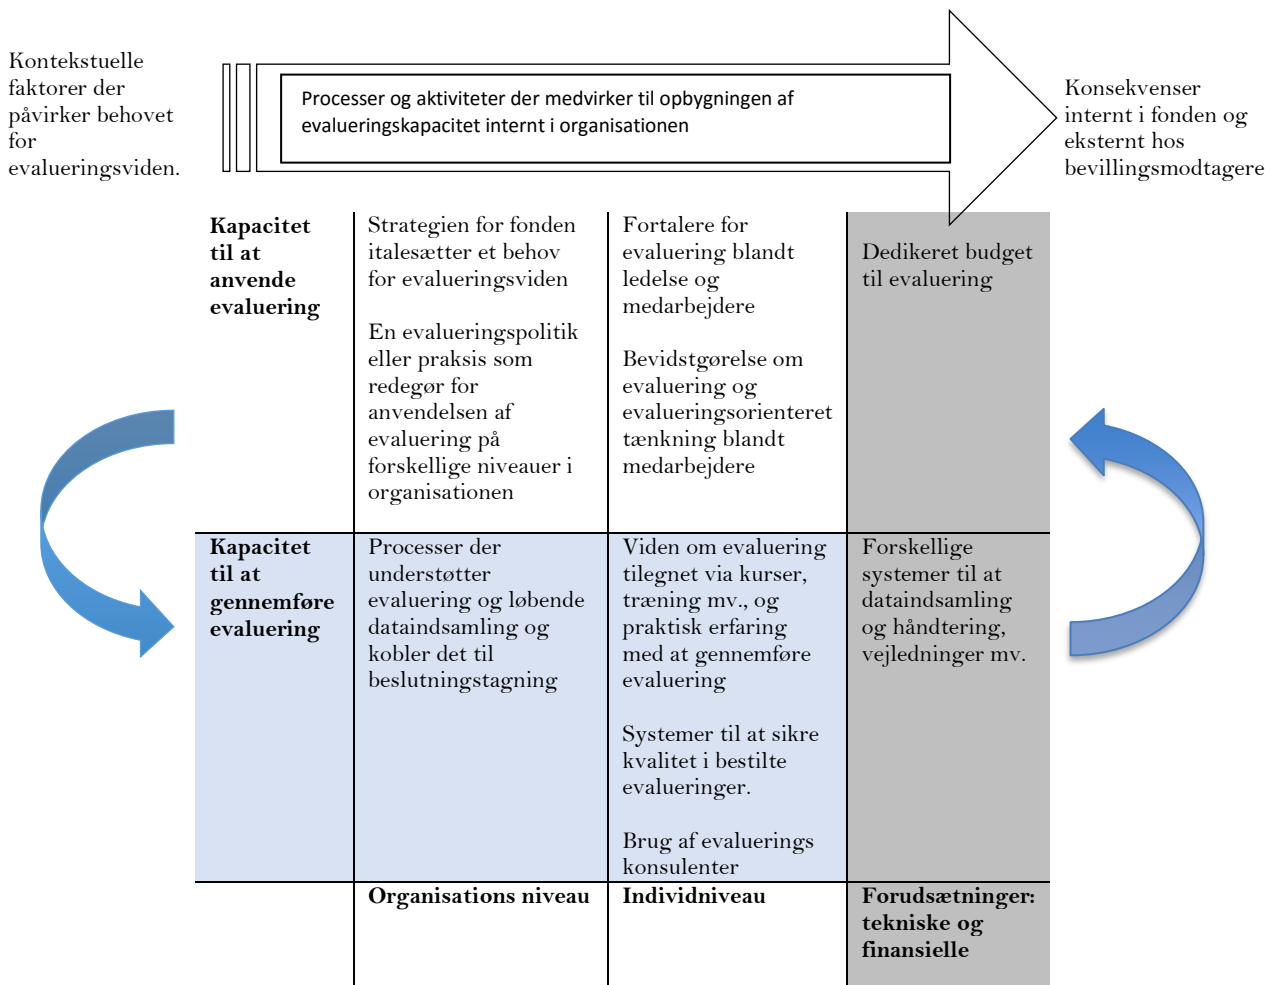 Kontekstuelle
faktorer der
påvirker behovet
for
evalueringsviden.
Processer og aktiviteter der medvirker til opbygningen af
evalueringskapacitet internt i organisationen
Konsekvenser
internt i fonden og
eksternt hos
bevillingsmodtagere
Kapacitet
til at
anvende
evaluering
Strategien for fonden
italesætter et behov
for evalueringsviden
En evalueringspolitik
eller praksis som
redegør for
anvendelsen af
evaluering på
forskellige niveauer i
organisationen
Fortalere for
evaluering blandt
ledelse og
medarbejdere
Bevidstgørelse om
evaluering og
evalueringsorienteret
tænkning blandt
medarbejdere
Dedikeret budget
til evaluering
Kapacitet
til at
gennemføre
evaluering
Processer der
understøtter
evaluering og løbende
dataindsamling og
kobler det til
beslutningstagning
Viden om evaluering
tilegnet via kurser,
træning mv., og
praktisk erfaring
med at gennemføre
evaluering
Systemer til at sikre
kvalitet i bestilte
evalueringer.
Brug af evaluerings
konsulenter
Forskellige
systemer til at
dataindsamling
og håndtering,
vejledninger mv.
Organisations niveau
Individniveau
Forudsætninger:
tekniske og
finansielle